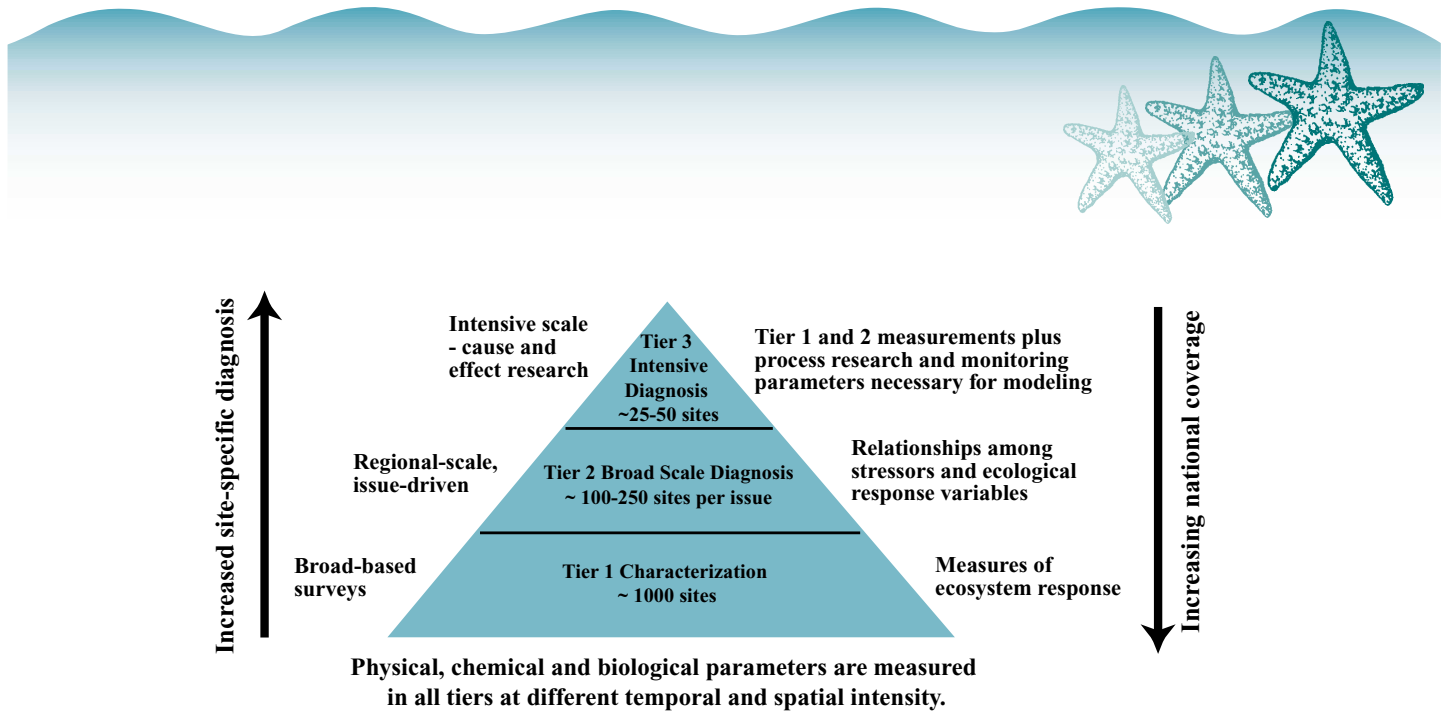 Increased site-specific diagnosis
Intensive scale
- cause and
effect research
Tier 3
Intensive
Diagnosis
~25-50 sites
Tier 1 and 2 measurements plus
process research and monitoring
parameters necessary for modeling
Regional-scale,
issue-driven
Tier 2 Broad Scale Diagnosis
~ 100-250 sites per issue
Relationships among
stressors and ecological
response variables
Broad-based
surveys
Tier 1 Characterization
~ 1000 sites
Measures of
ecosystem response
Increasing national coverage
Physical, chemical and biological parameters are measured
in all tiers at different temporal and spatial intensity.